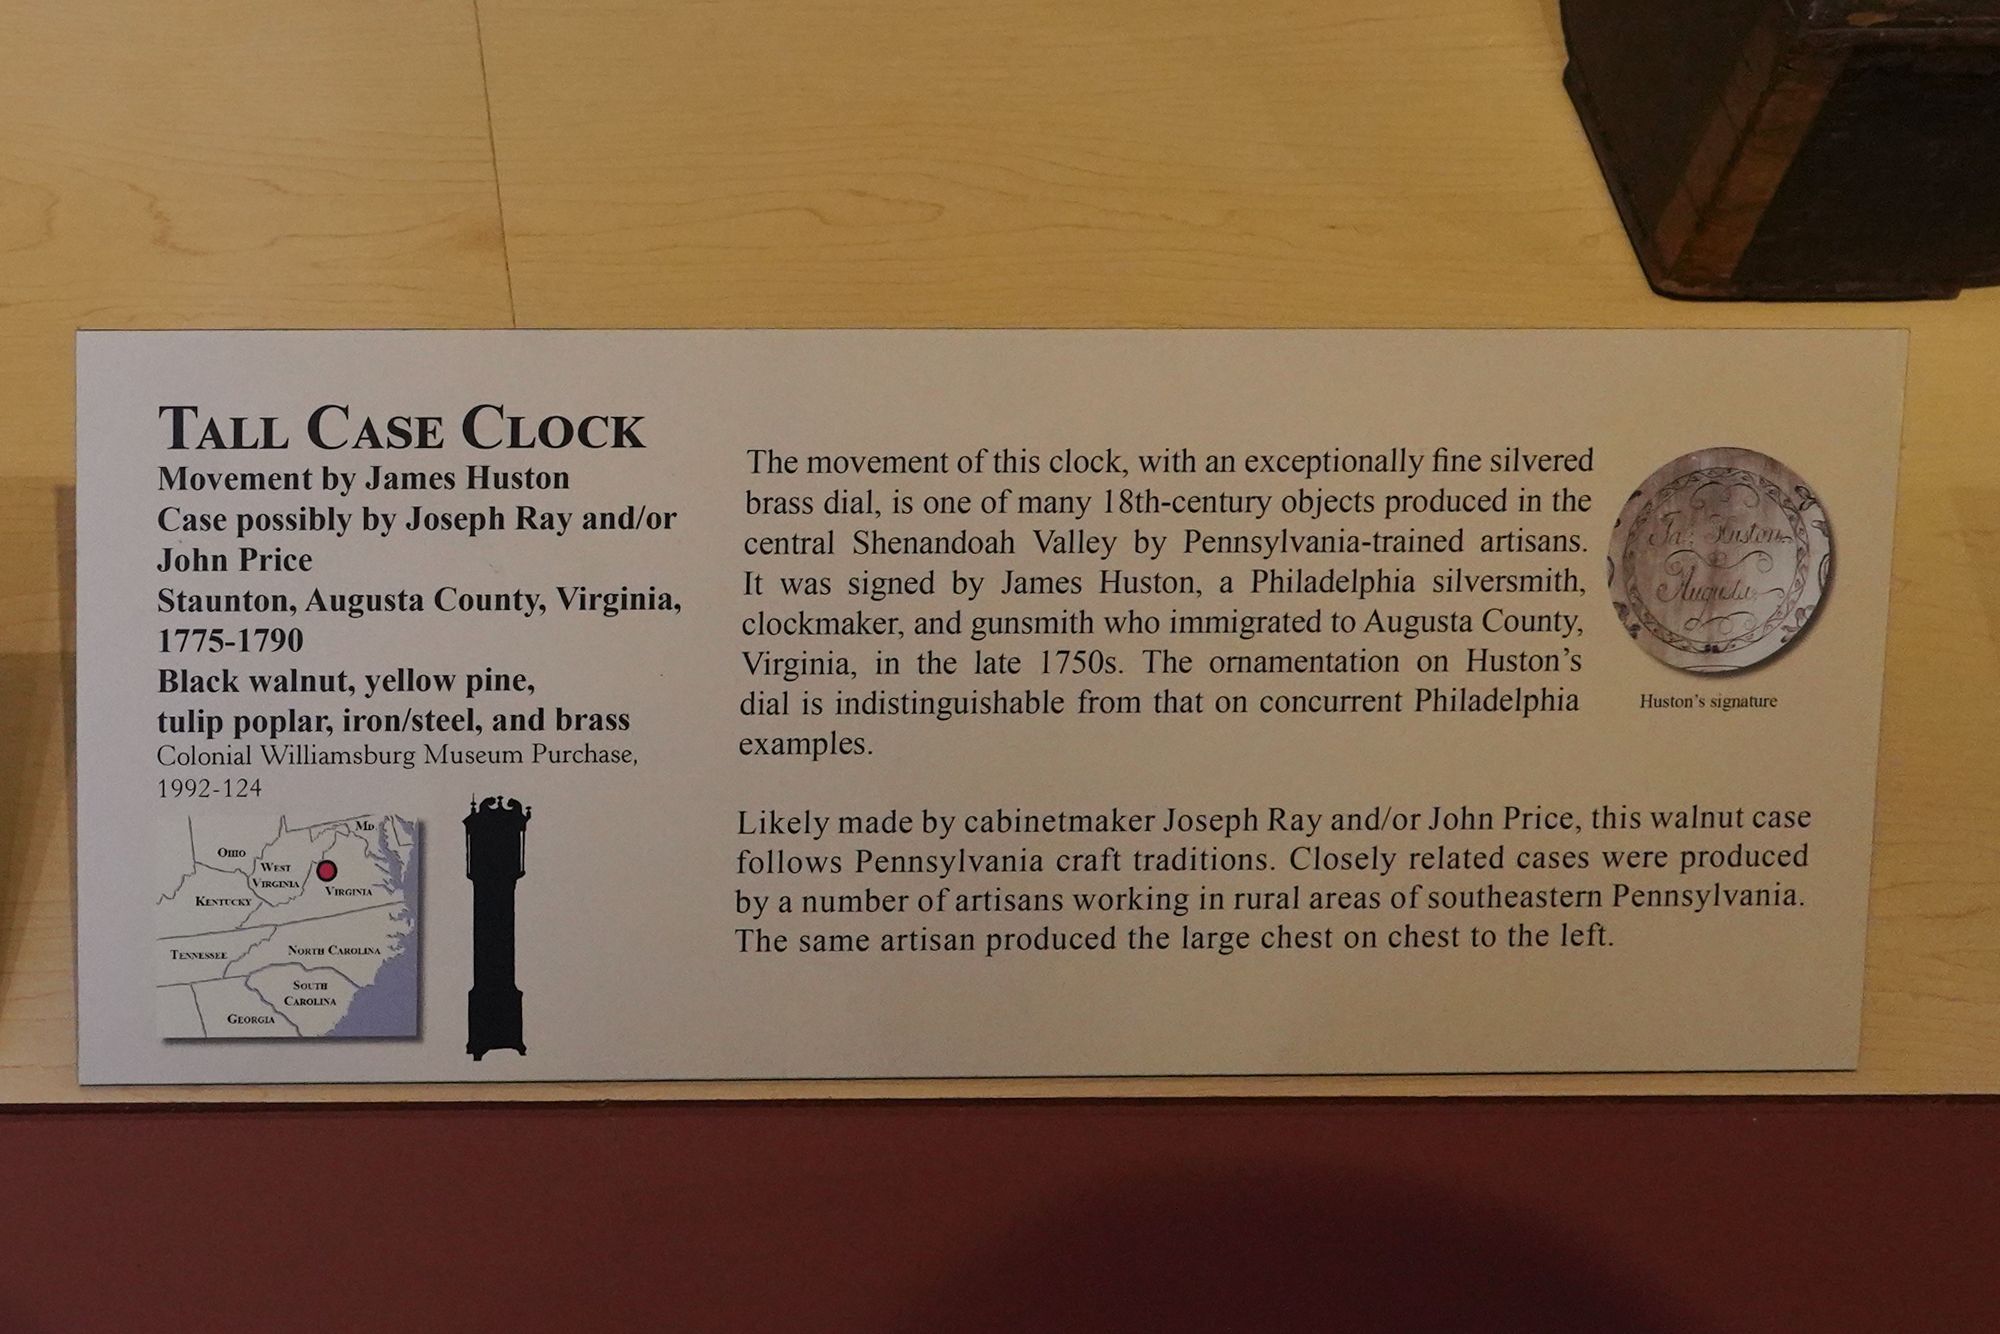 TALL CASE CLOCK
Movement by James Huston
Case possibly by Joseph Ray and/or
John Price
Staunton, Augusta County, Virginia,
1775-1790
Black walnut, yellow pine,
tulip poplar, iron/steel, and brass
Colonial Williamsburg Museum Purchase,
1992-124
MD.
OHIO
WEST
VIRGINIA
VIRGINIA
KENTUCKY
TENNESSEE
NORTH CAROLINA
SOUTH
CAROLINA
GEORGIA
The movement of this clock, with an exceptionally fine silvered
brass dial, is one of many 18th-century objects produced in the
central Shenandoah Valley by Pennsylvania-trained artisans.
It was signed by James Huston, a Philadelphia silversmith,
clockmaker, and gunsmith who immigrated to Augusta County,
Virginia, in the late 1750s. The ornamentation on Huston's
dial is indistinguishable from that on concurrent Philadelphia
examples.
Likely made by cabinetmaker Joseph Ray and/or John Price, this walnut case
follows Pennsylvania craft traditions. Closely related cases were produced
by a number of artisans working in rural areas of southeastern Pennsylvania.
The same artisan produced the large chest on chest to the left.
Ja: Huston
Augusta
Huston's signature